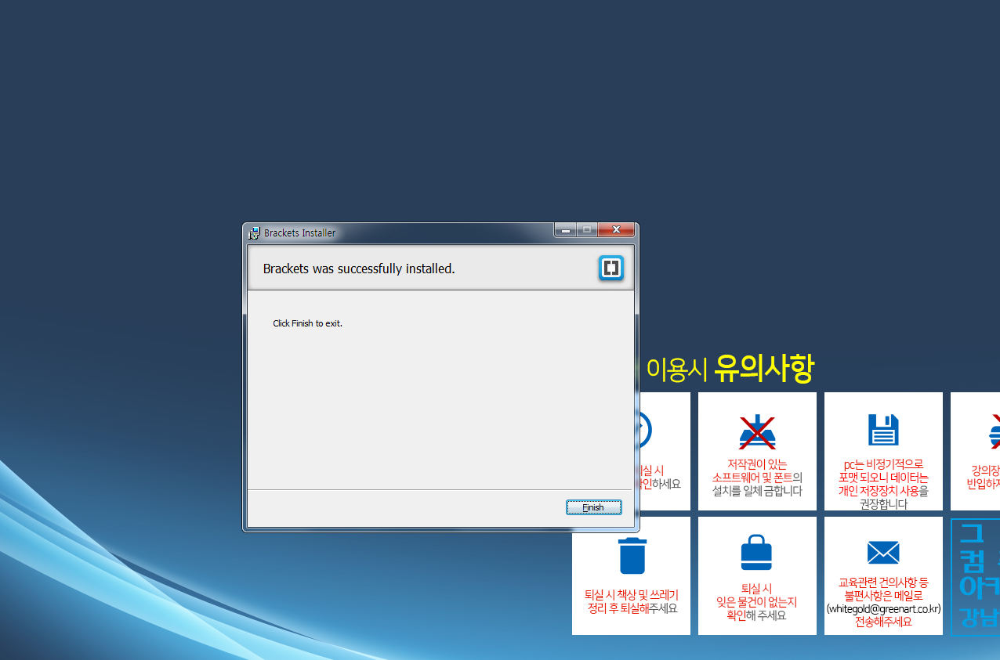 Brackets Installer
Brackets was successfully installed.
Click Finish to exit.
Finish
이용시 유의사항
실 시
인하세요
저작권이 있는
소프트웨어 및 폰트의
설치를 일체 금합니다
pc는 비정기적으로
포맷 되오니 데이터는
개인 저장장치 사용을
권장합니다
강의장
반입하지
퇴실 시 책상 및 쓰레기
정리 후 퇴실해주세요
퇴실 시
잊은 물건이 없는지
확인해 주세요
교육관련 건의사항 등
불편사항은 메일로
(whitegold@greenart.co.kr)
전송해주세요
그
컴
아카
강남